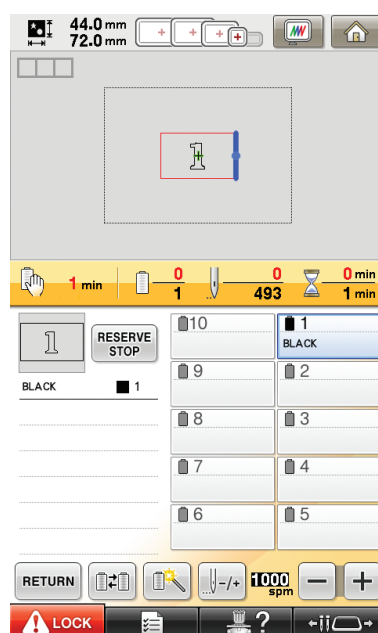 44.0 mm
72.0 mm
1
1 min
0
1
0
493
0 min
1 min
1
RESERVE
STOP
BLACK 1
10
1
BLACK
9
2
8
3
7
4
6
5
RETURN
-/+
1000
spm
−
+
LOCK
?